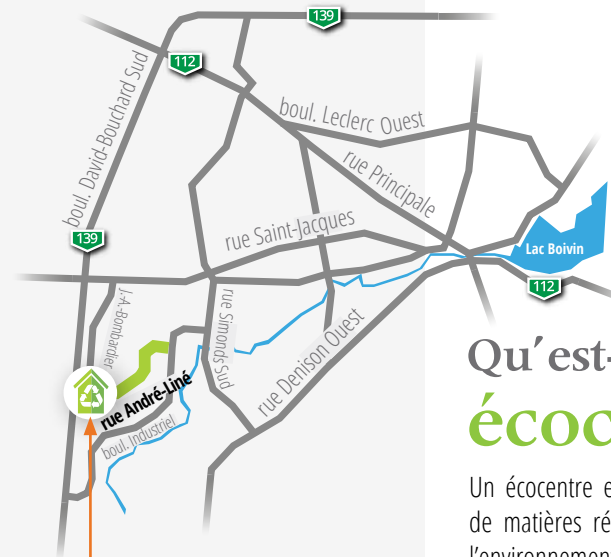 139
112
boul. David-Bouchard Sud
boul. Leclerc Ouest
rue Principale
139
rue Saint-Jacques
Lac Boivin
112
J.-A.-Bombardier
rue Simonds Sud
rue Denison Ouest
rue André-Liné
boul. Industriel
Qu'est-
écoc
Un écocentre e
de matières ré
l'environnement